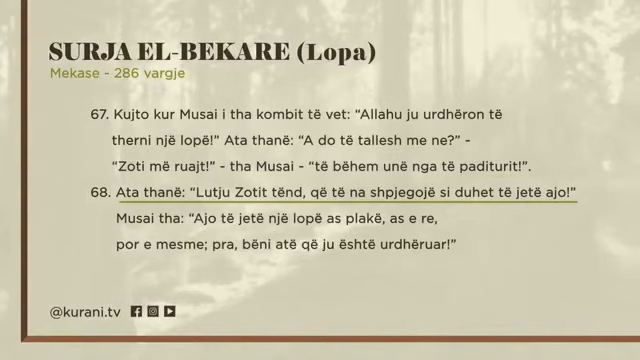 SURJA EL-BEKARE (Lopa)
Mekase - 286 vargje
67. Kujto kur Musai i tha kombit të vet: “Allahu ju urdhëron të
therni një lopë!” Ata thanë: “A do të tallesh me ne?” -
“Zoti më ruajt!” - tha Musai - “të bëhem unë nga të paditurit!”.
68. Ata thanë: “Lutju Zotit tënd, që të na shpjegojë si duhet të jetë ajo!”
Musai tha: “Ajo të jetë një lopë as plakë, as e re,
por e mesme; pra, bëni atë që ju është urdhëruar!”
@kurani.tv